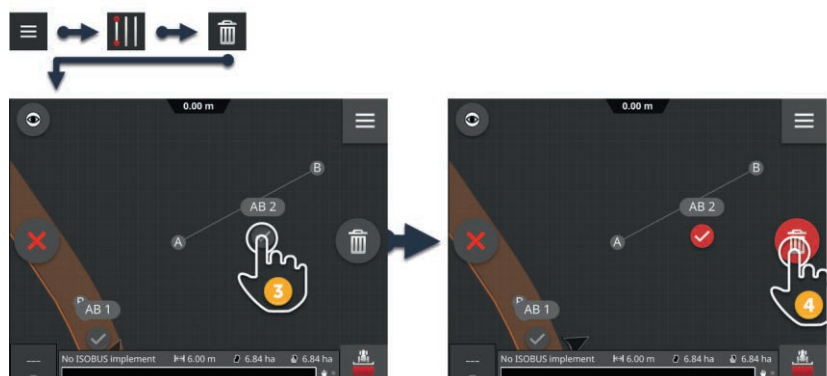 0.00 m
B
AB 2
A
3
AB 1
No ISOBUS implement 6.00 m 6.84 ha 6.84 ha
0.00 m
B
AB 2
A
4
AB 1
No ISOBUS implement 6.00 m 6.84 ha 6.84 ha